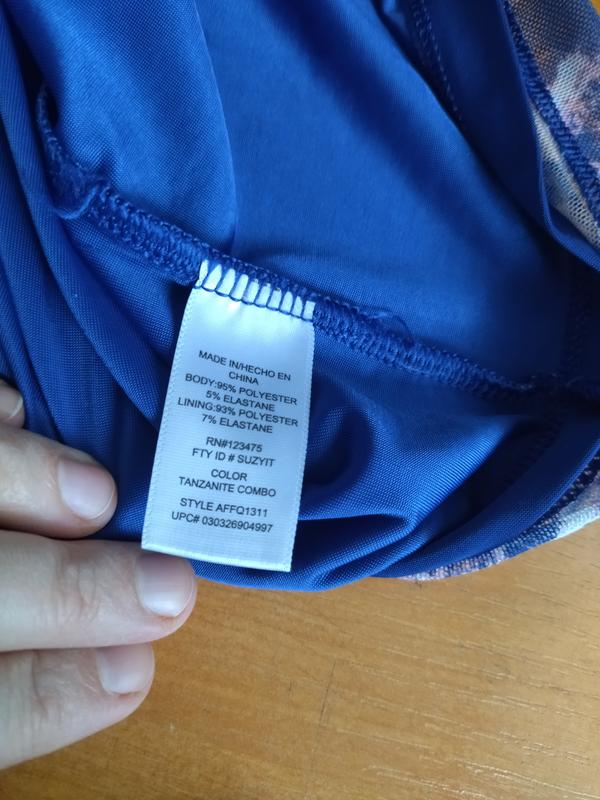 MADE IN/HECHO EN
CHINA
BODY:95% POLYESTER
5% ELASTANE
LINING:93% POLYESTER
7% ELASTANE
RN#123475
FTY ID # SUZYIT
COLOR
TANZANITE COMBO
STYLE AFFQ1311
UPC# 030326904997